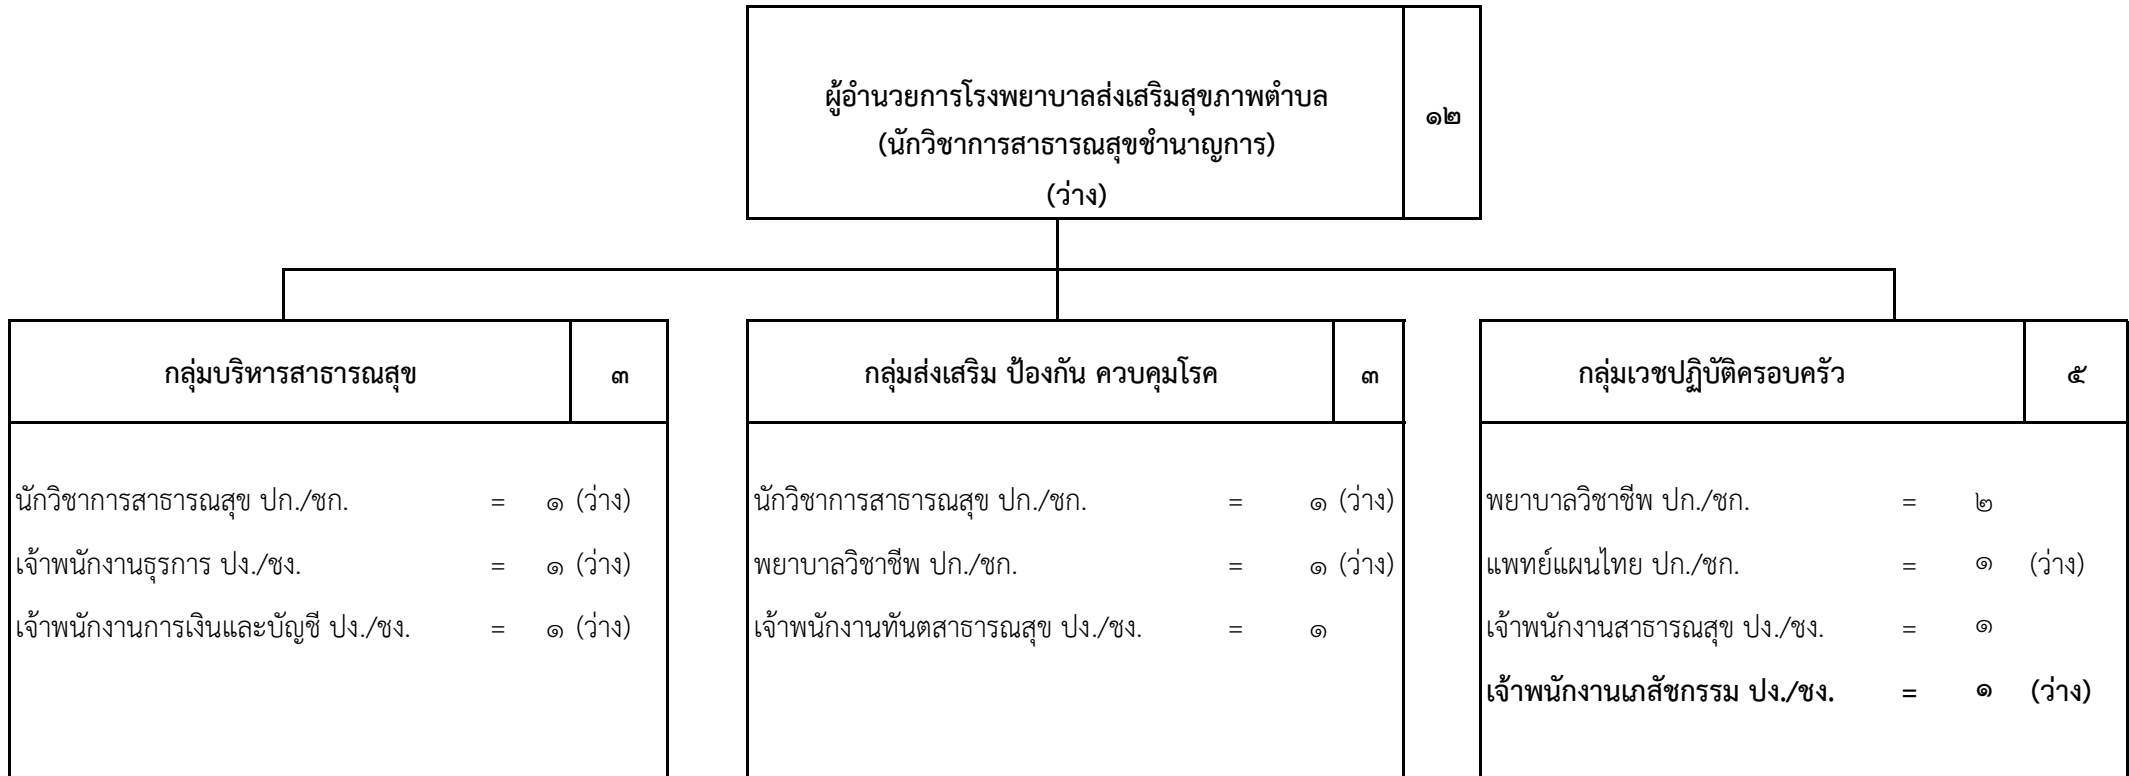 ผู้อำนวยการโรงพยาบาลส่งเสริมสุขภาพตำบล
(นักวิชาการสาธารณสุขชำนาญการ)
(ว่าง)
๑๒
กลุ่มบริหารสาธารณสุข ๓
นักวิชาการสาธารณสุข ปก./ชก. = ๑ (ว่าง)
เจ้าพนักงานธุรการ ปง./ชง. = ๑ (ว่าง)
เจ้าพนักงานการเงินและบัญชี ปง./ชง. = ๑ (ว่าง)
กลุ่มส่งเสริม ป้องกัน ควบคุมโรค ๓
นักวิชาการสาธารณสุข ปก./ชก. = ๑ (ว่าง)
พยาบาลวิชาชีพ ปก./ชก. = ๑ (ว่าง)
เจ้าพนักงานทันตสาธารณสุข ปง./ชง. = ๑
กลุ่มเวชปฏิบัติครอบครัว ๕
พยาบาลวิชาชีพ ปก./ชก. = ๒
แพทย์แผนไทย ปก./ชก. = ๑ (ว่าง)
เจ้าพนักงานสาธารณสุข ปง./ชง. = ๑
เจ้าพนักงานเภสัชกรรม ปง./ชง. = ๑ (ว่าง)